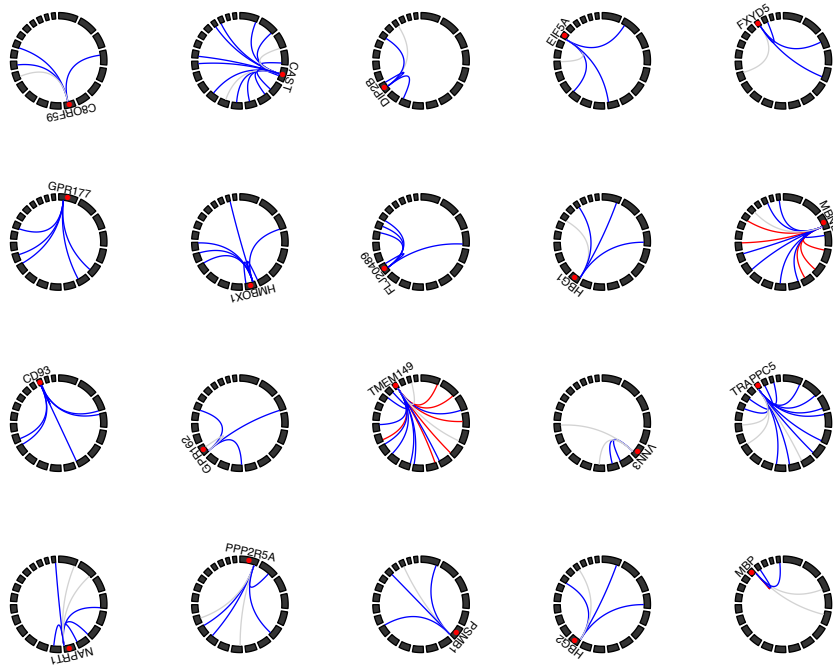 C8ORF59
CAST
DIP2B
EIF5A
FXYD5
GPR177
HMBOX1
FLJ20489
HBG1
CD93
GPR162
TMEM149
VNN3
TRAPPC5
NAPRT1
PPP2R5A
PSMB1
HBG2
MBP